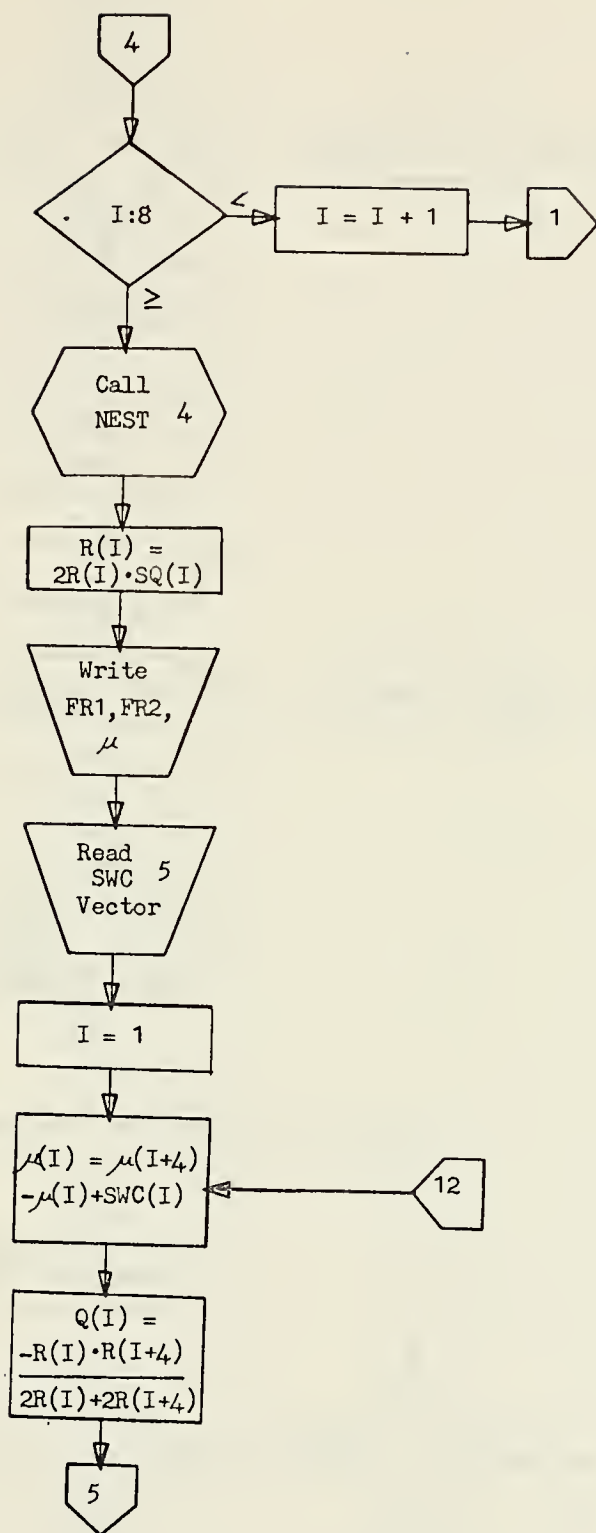 4
I:8
<
I = I + 1
1
≥
Call
NEST 4
R(I) =
2R(I)·SQ(I)
Write
FR1,FR2,
μ
Read
SWC 5
Vector
I = 1
μ(I) = μ(I+4)
-μ(I)+SWC(I)
12
Q(I) =
-R(I)·R(I+4)
2R(I)+2R(I+4)
5